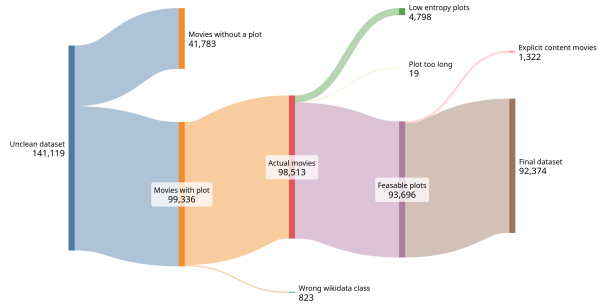 Low entropy plots
4,798
Movies without a plot
41,783
Explicit content movies
1,322
Plot too long
19
Unclean dataset
141,119
Actual movies
98,513
Final dataset
92,374
Movies with plot
99,336
Feasable plots
93,696
Wrong wikidata class
823